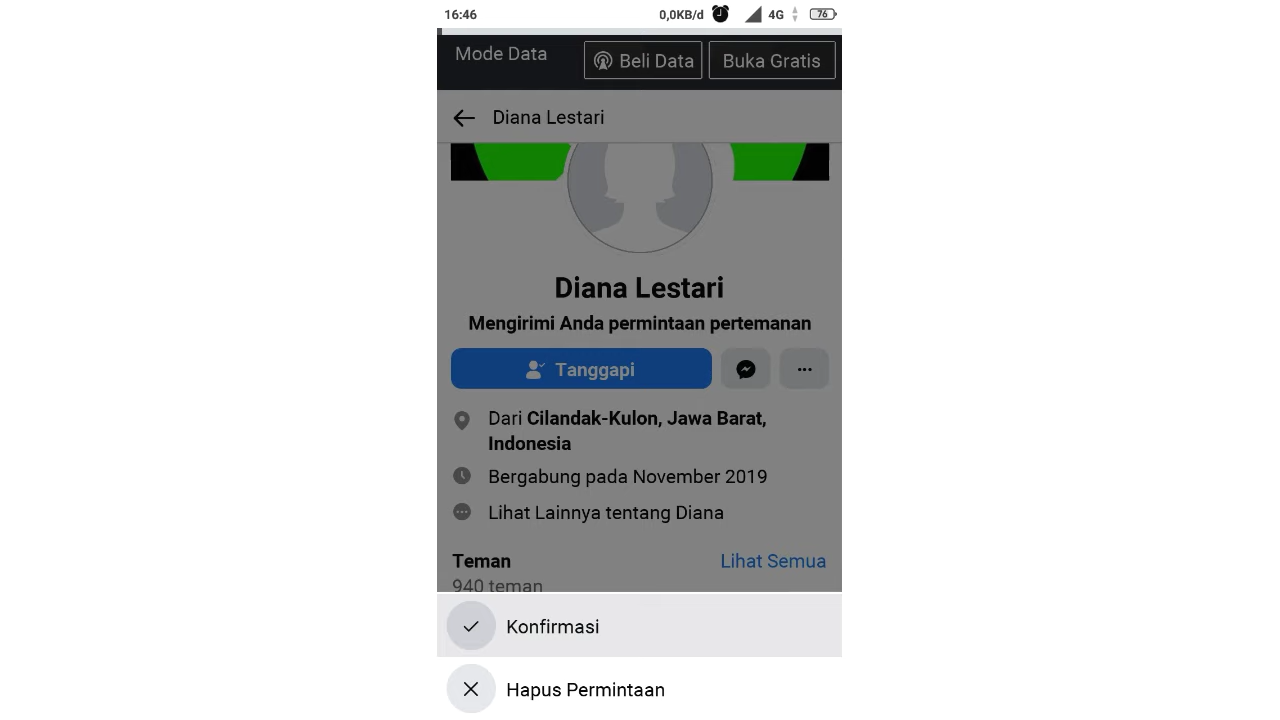 16:46 0,0KB/d 4G 76
Mode Data Beli Data Buka Gratis
Diana Lestari
Diana Lestari
Mengirimi Anda permintaan pertemanan
Tanggapi
Dari Cilandak-Kulon, Jawa Barat,
Indonesia
Bergabung pada November 2019
Lihat Lainnya tentang Diana
Teman Lihat Semua
940 teman
Konfirmasi
Hapus Permintaan